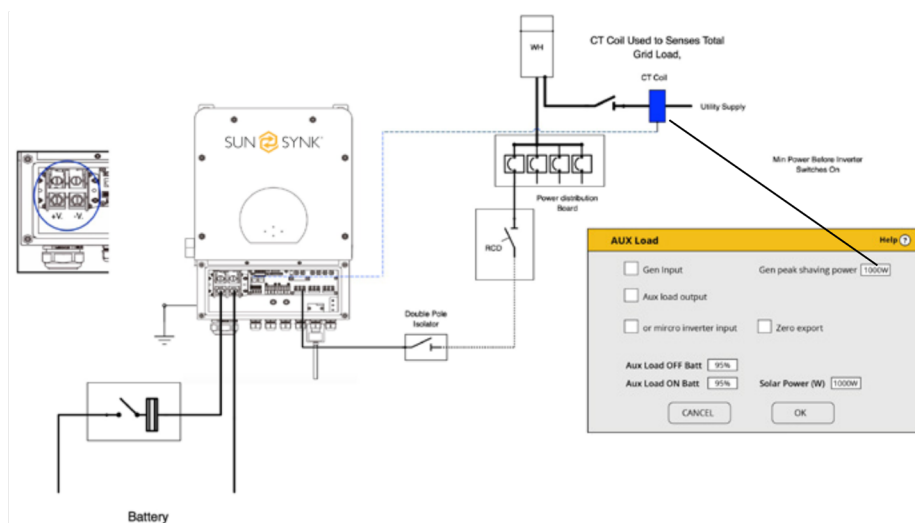 WH
CT Coil Used to Senses Total
Grid Load,
CT Coil
Utility Supply
SUN SYNK
+V.
-V.
Power distribution
Board
Min Power Before Inverter
Switches On
RCD
Double Pole
Isolator
AUX Load
Help ?
Gen Input
Gen peak shaving power 1000W
Aux load output
or mircro inverter input
Zero export
Aux Load OFF Batt 95%
Aux Load ON Batt 95%
Solar Power (W) 1000W
CANCEL
OK
Battery